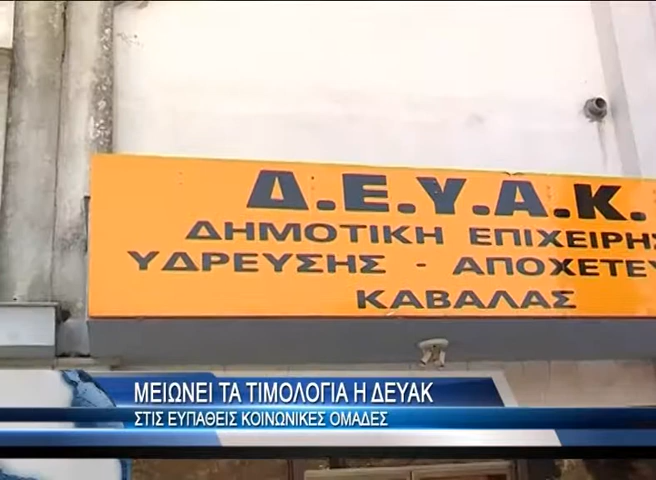 Δ.Ε.Υ.Α.Κ.
ΔΗΜΟΤΙΚΗ ΕΠΙΧΕΙΡΗΣ
ΥΔΡΕΥΣΗΣ - ΑΠΟΧΕΤΕΥ
ΚΑΒΑΛΑΣ
ΜΕΙΩΝΕΙ ΤΑ ΤΙΜΟΛΟΓΙΑ Η ΔΕΥΑΚ
ΣΤΙΣ ΕΥΠΑΘΕΙΣ ΚΟΙΝΩΝΙΚΕΣ ΟΜΑΔΕΣ